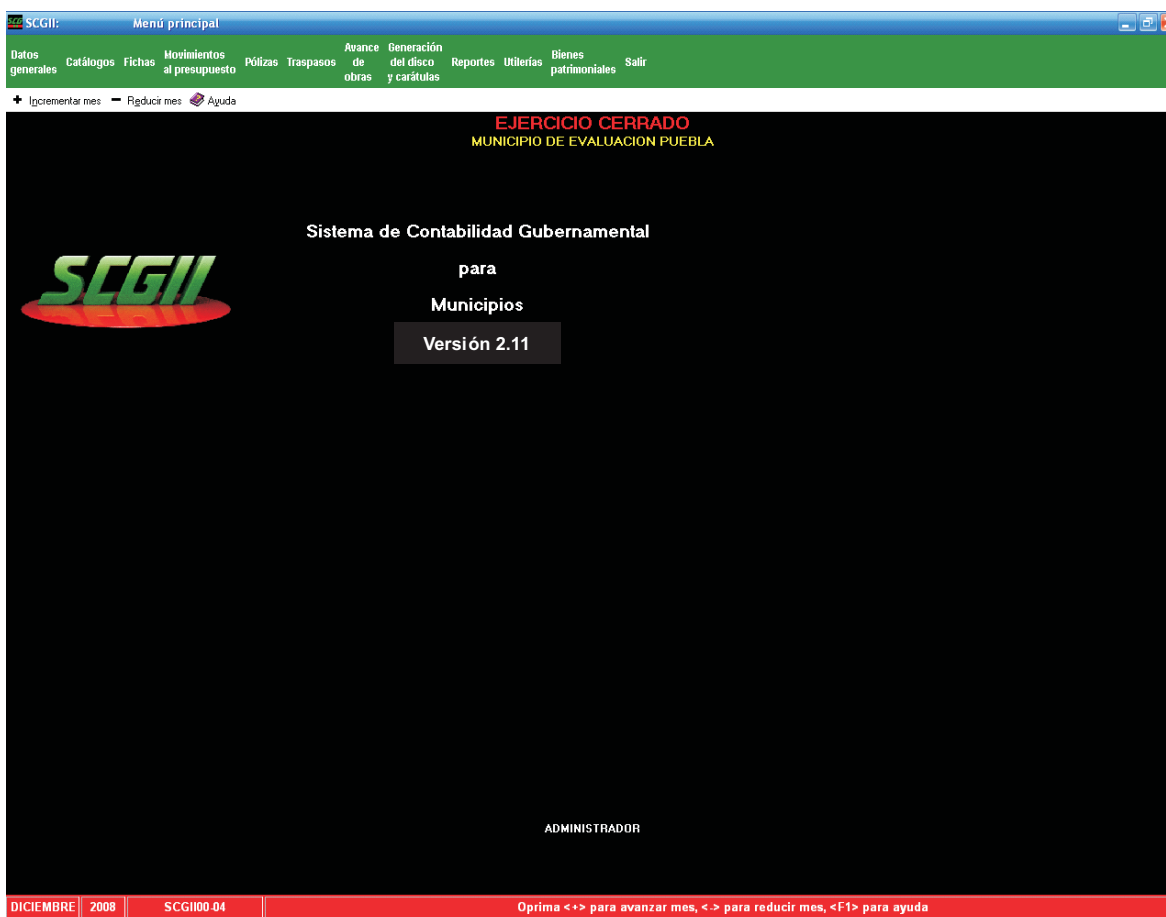 SCGII: Menú principal
Datos generales Catálogos Fichas Movimientos al presupuesto Pólizas Traspasos Avance de obras Generación del disco y carátulas Reportes Utilerías Bienes patrimoniales Salir
+ Incrementar mes - Reducir mes Ayuda
EJERCICIO CERRADO
MUNICIPIO DE EVALUACION PUEBLA
Sistema de Contabilidad Gubernamental
para
Municipios
SCGII
Versión 2.11
ADMINISTRADOR
DICIEMBRE 2008 SCGII00-04 Oprima <+> para avanzar mes, <-> para reducir mes, <F1> para ayuda